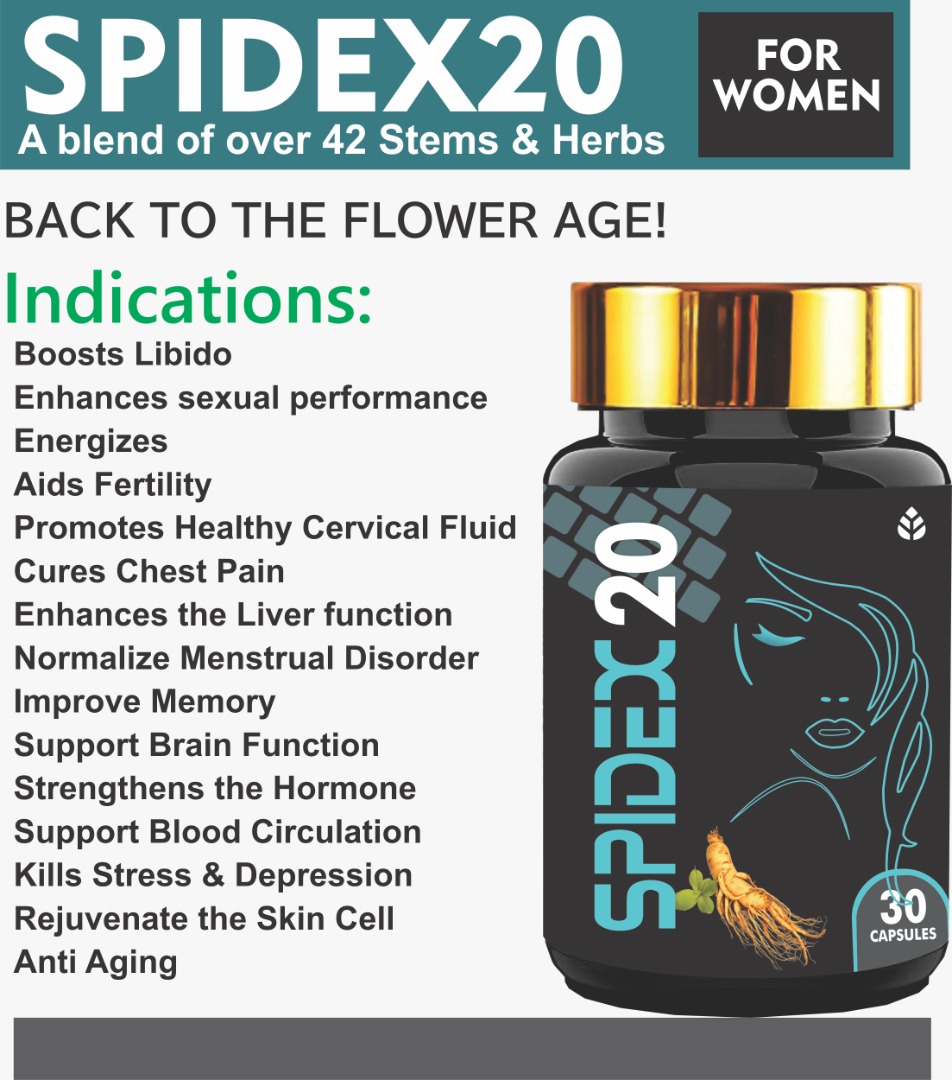 SPIDEX20
A blend of over 42 Stems & Herbs
FOR
WOMEN
BACK TO THE FLOWER AGE!
Indications:
Boosts Libido
Enhances sexual performance
Energizes
Aids Fertility
Promotes Healthy Cervical Fluid
Cures Chest Pain
Enhances the Liver function
Normalize Menstrual Disorder
Improve Memory
Support Brain Function
Strengthens the Hormone
Support Blood Circulation
Kills Stress & Depression
Rejuvenate the Skin Cell
Anti Aging
SPIDEX 20
30
CAPSULES